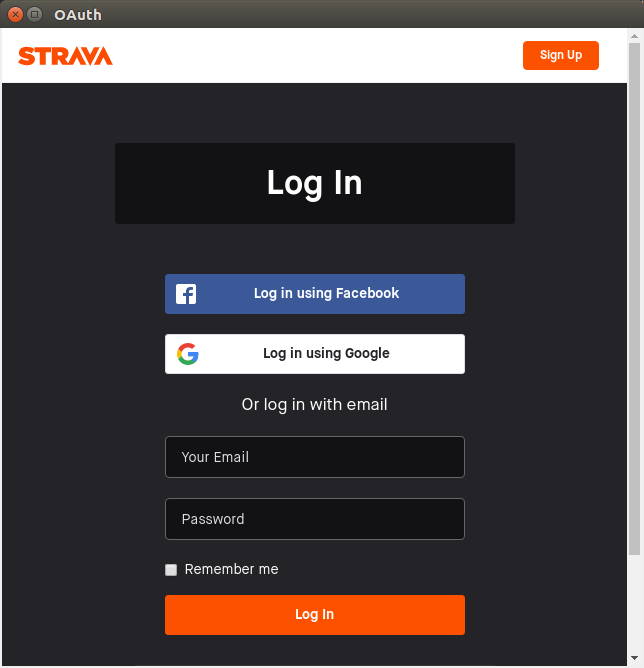 OAuth
STRAVA
Sign Up
Log In
Log in using Facebook
Log in using Google
Or log in with email
Your Email
Password
Remember me
Log In